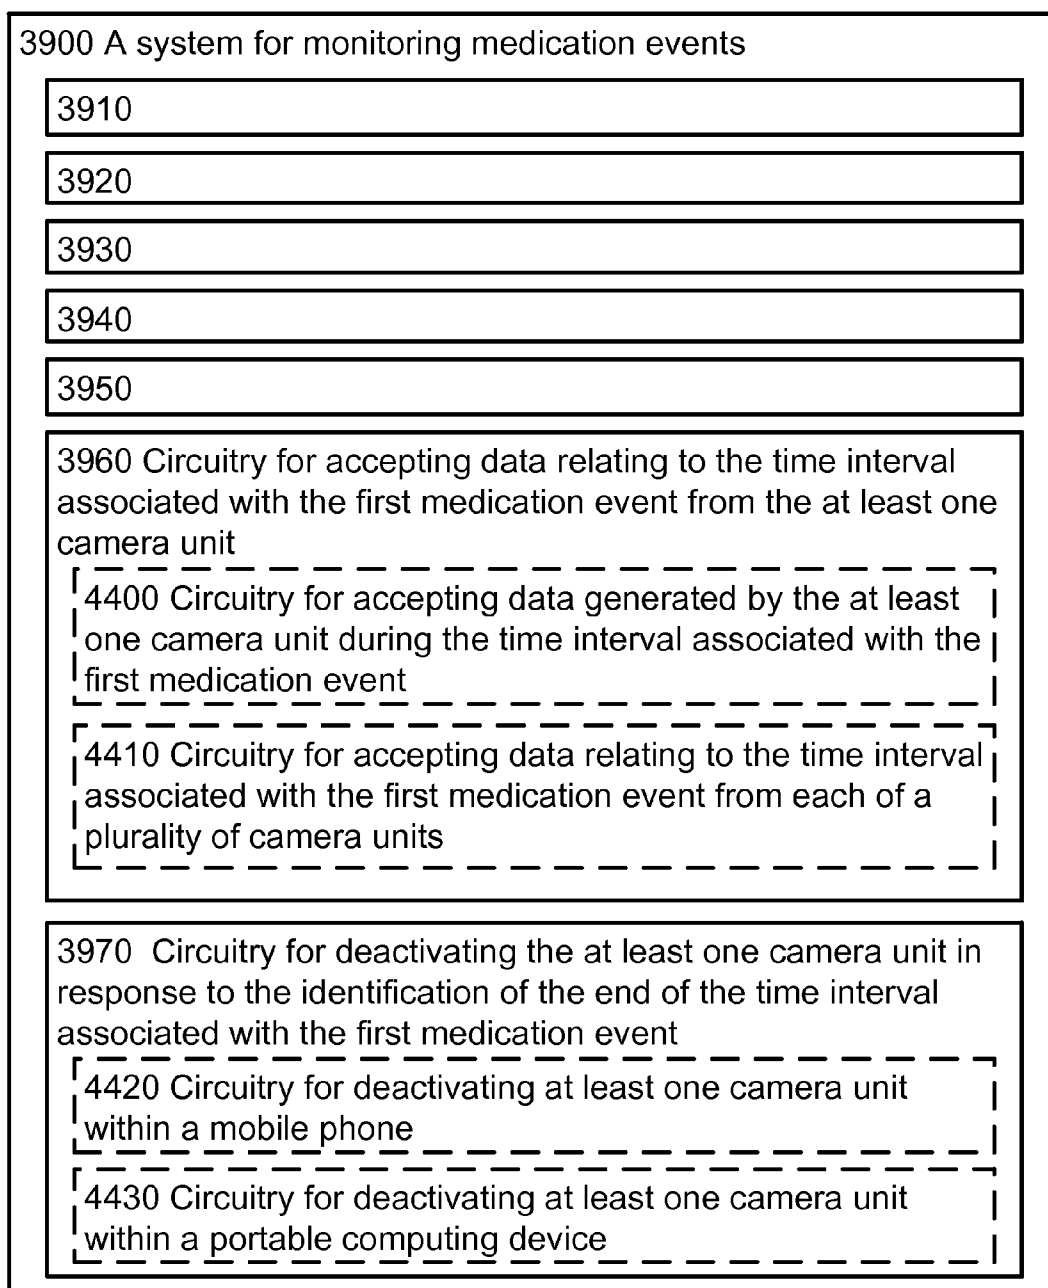 3900 A system for monitoring medication events
3910
3920
3930
3940
3950
3960 Circuitry for accepting data relating to the time interval
associated with the first medication event from the at least one
camera unit
4400 Circuitry for accepting data generated by the at least
one camera unit during the time interval associated with the
first medication event
4410 Circuitry for accepting data relating to the time interval
associated with the first medication event from each of a
plurality of camera units
3970 Circuitry for deactivating the at least one camera unit in
response to the identification of the end of the time interval
associated with the first medication event
4420 Circuitry for deactivating at least one camera unit
within a mobile phone
4430 Circuitry for deactivating at least one camera unit
within a portable computing device